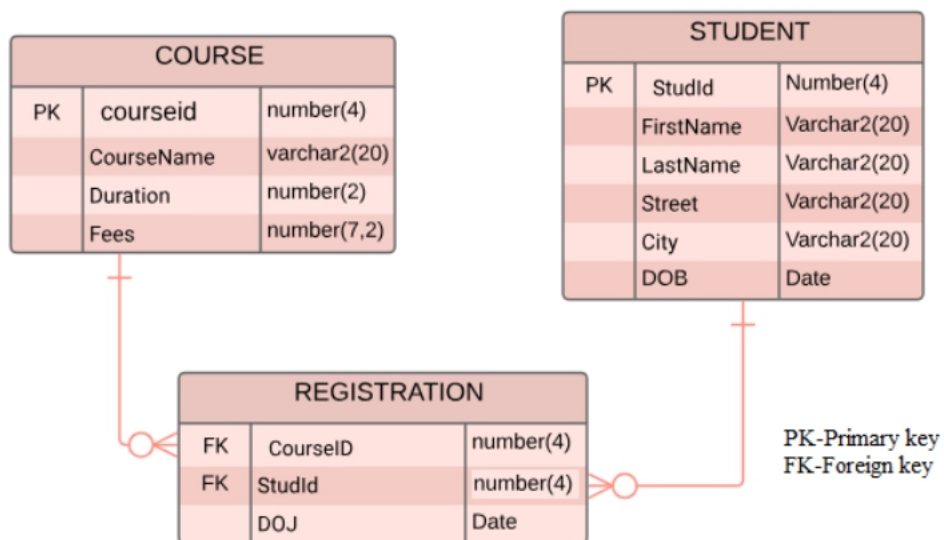 COURSE
PK courseid number(4)
CourseName varchar2(20)
Duration number(2)
Fees number(7,2)
STUDENT
PK StudId Number(4)
FirstName Varchar2(20)
LastName Varchar2(20)
Street Varchar2(20)
City Varchar2(20)
DOB Date
REGISTRATION
FK CourseID number(4)
FK StudId number(4)
DOJ Date
PK-Primary key
FK-Foreign key